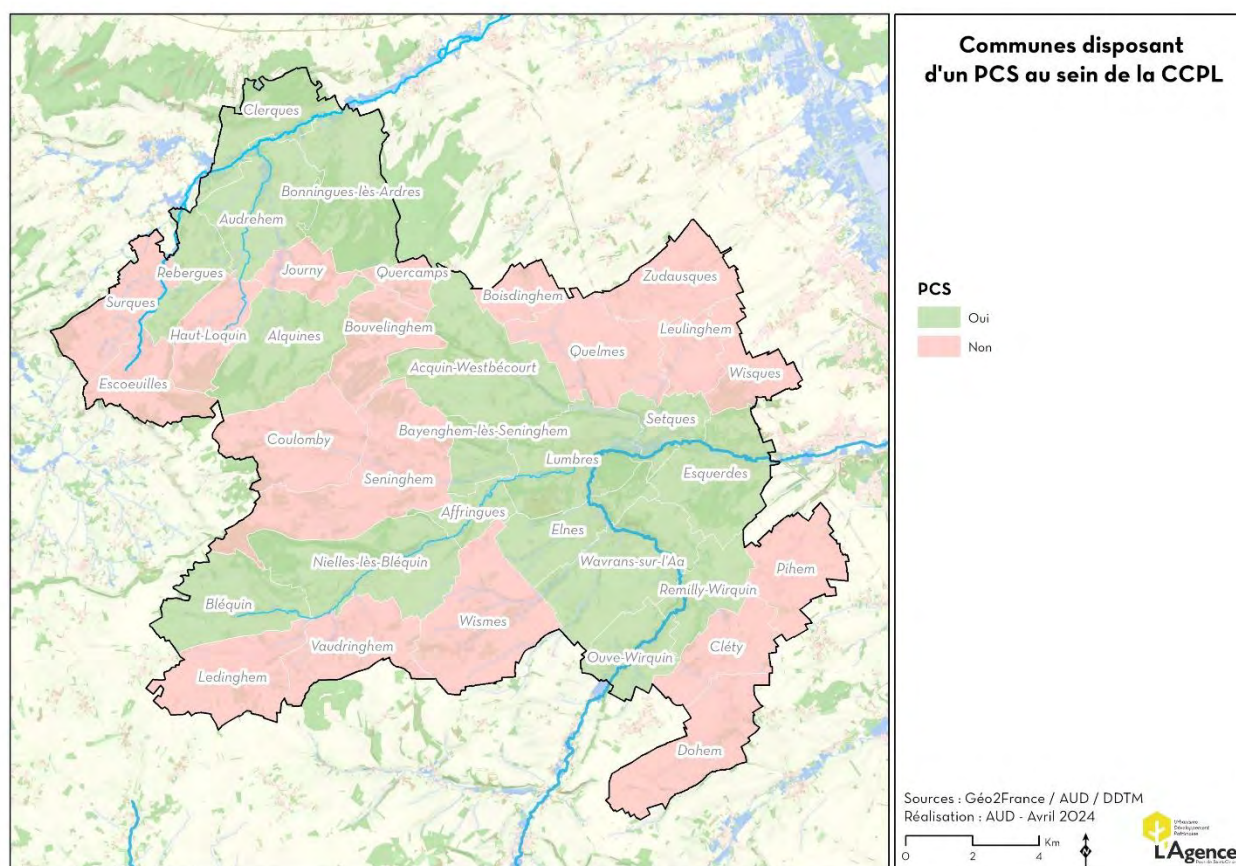 Communes disposant
d'un PCS au sein de la CCPL
PCS
Oui
Non
Clerques
Bonningues-lès-Ardres
Audrehem
Rebergues
Journy
Quercamps
Surques
Haut-Loquin
Alquines
Bouvelinghem
Boisdinghem
Zudausques
Leulinghem
Quelmes
Wisques
Escoeuilles
Acquin-Westbécourt
Setques
Bayenghem-lès-Seninghem
Coulomby
Lumbres
Esquerdes
Seninghem
Affringues
Elnes
Nielles-lès-Bléquin
Wavrans-sur-l'Aa
Pihem
Remilly-Wirquin
Bléquin
Wismes
Vaudringhem
Cléty
Ouve-Wirquin
Ledinghem
Dohem
Sources : Géo2France / AUD / DDTM
Réalisation : AUD - Avril 2024
Km
0 2 4
L'Agence